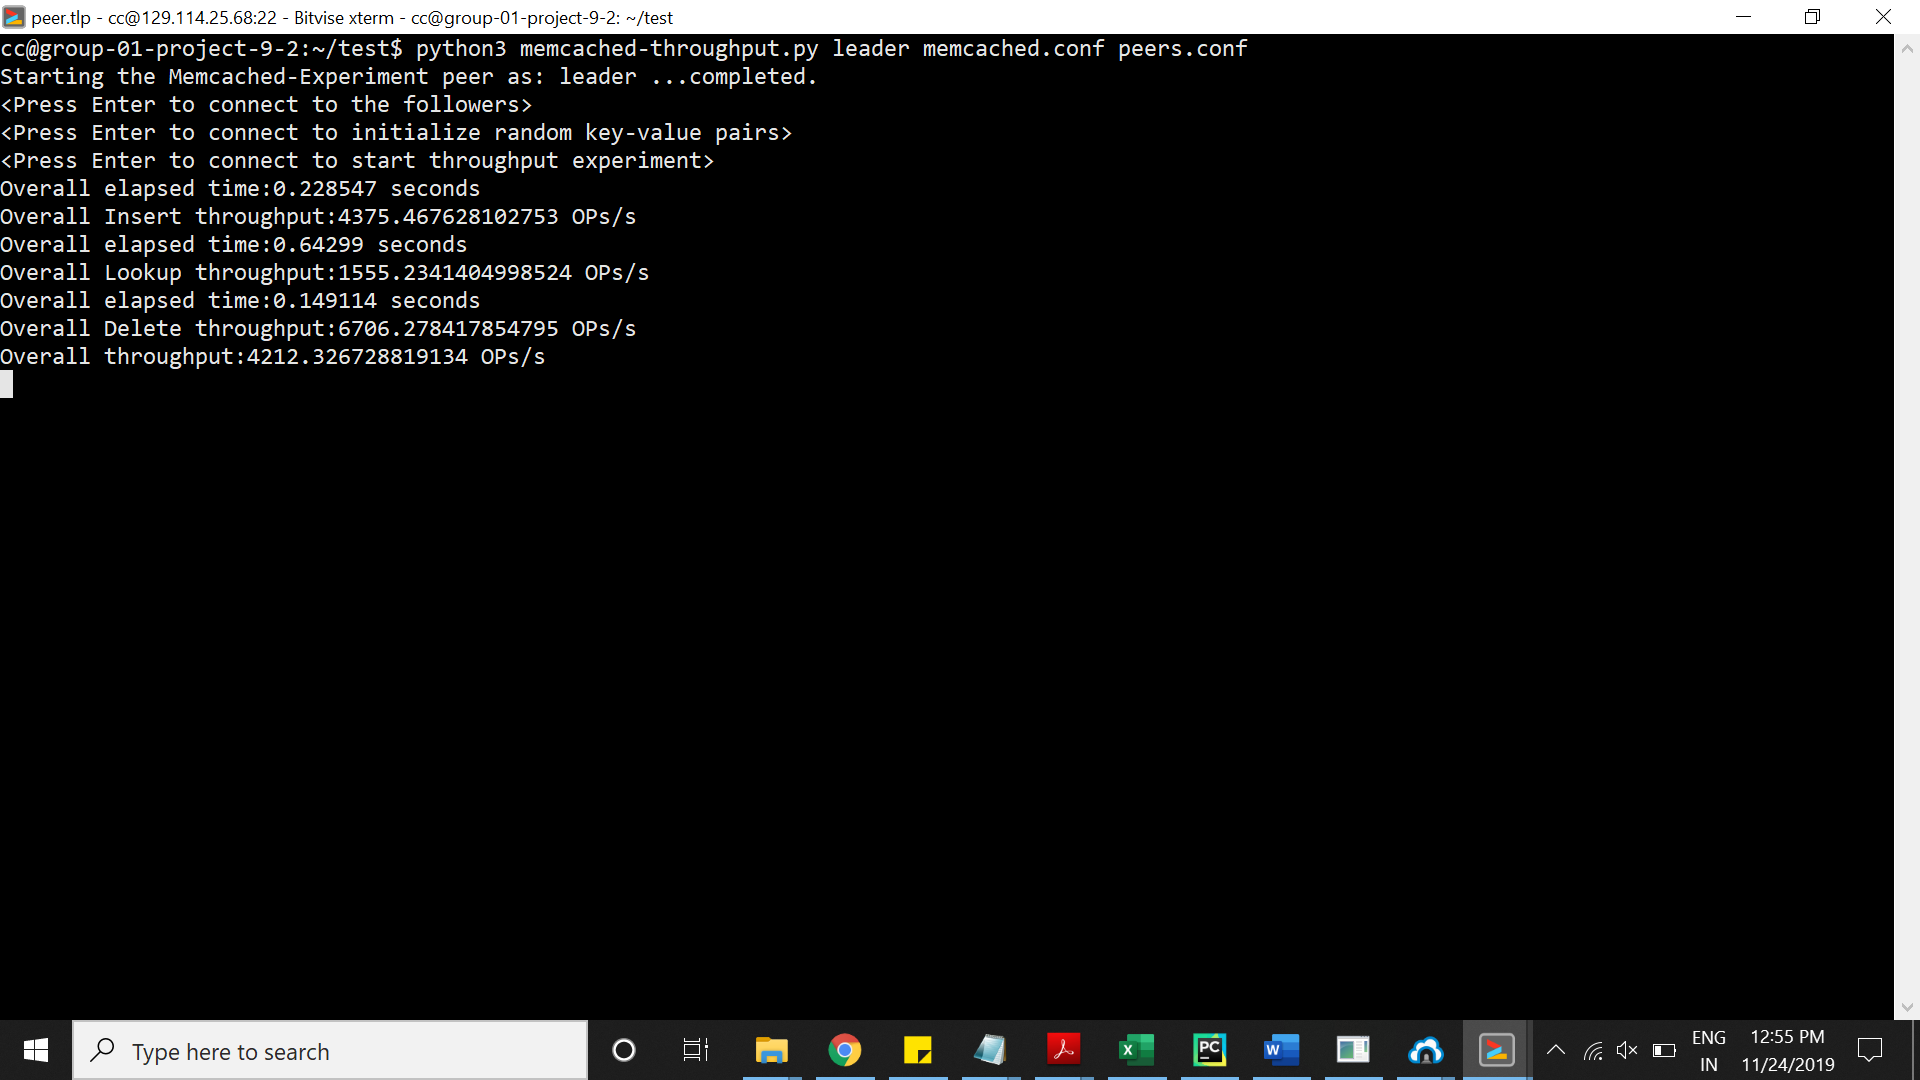 peer.tlp - cc@129.114.25.68:22 - Bitvise xterm - cc@group-01-project-9-2: ~/test
cc@group-01-project-9-2:~/test$ python3 memcached-throughput.py leader memcached.conf peers.conf
Starting the Memcached-Experiment peer as: leader ...completed.
<Press Enter to connect to the followers>
<Press Enter to connect to initialize random key-value pairs>
<Press Enter to connect to start throughput experiment>
Overall elapsed time:0.228547 seconds
Overall Insert throughput:4375.467628102753 OPs/s
Overall elapsed time:0.64299 seconds
Overall Lookup throughput:1555.2341404998524 OPs/s
Overall elapsed time:0.149114 seconds
Overall Delete throughput:6706.278417854795 OPs/s
Overall throughput:4212.326728819134 OPs/s
Type here to search
PC
W
X
ENG
IN
12:55 PM
11/24/2019